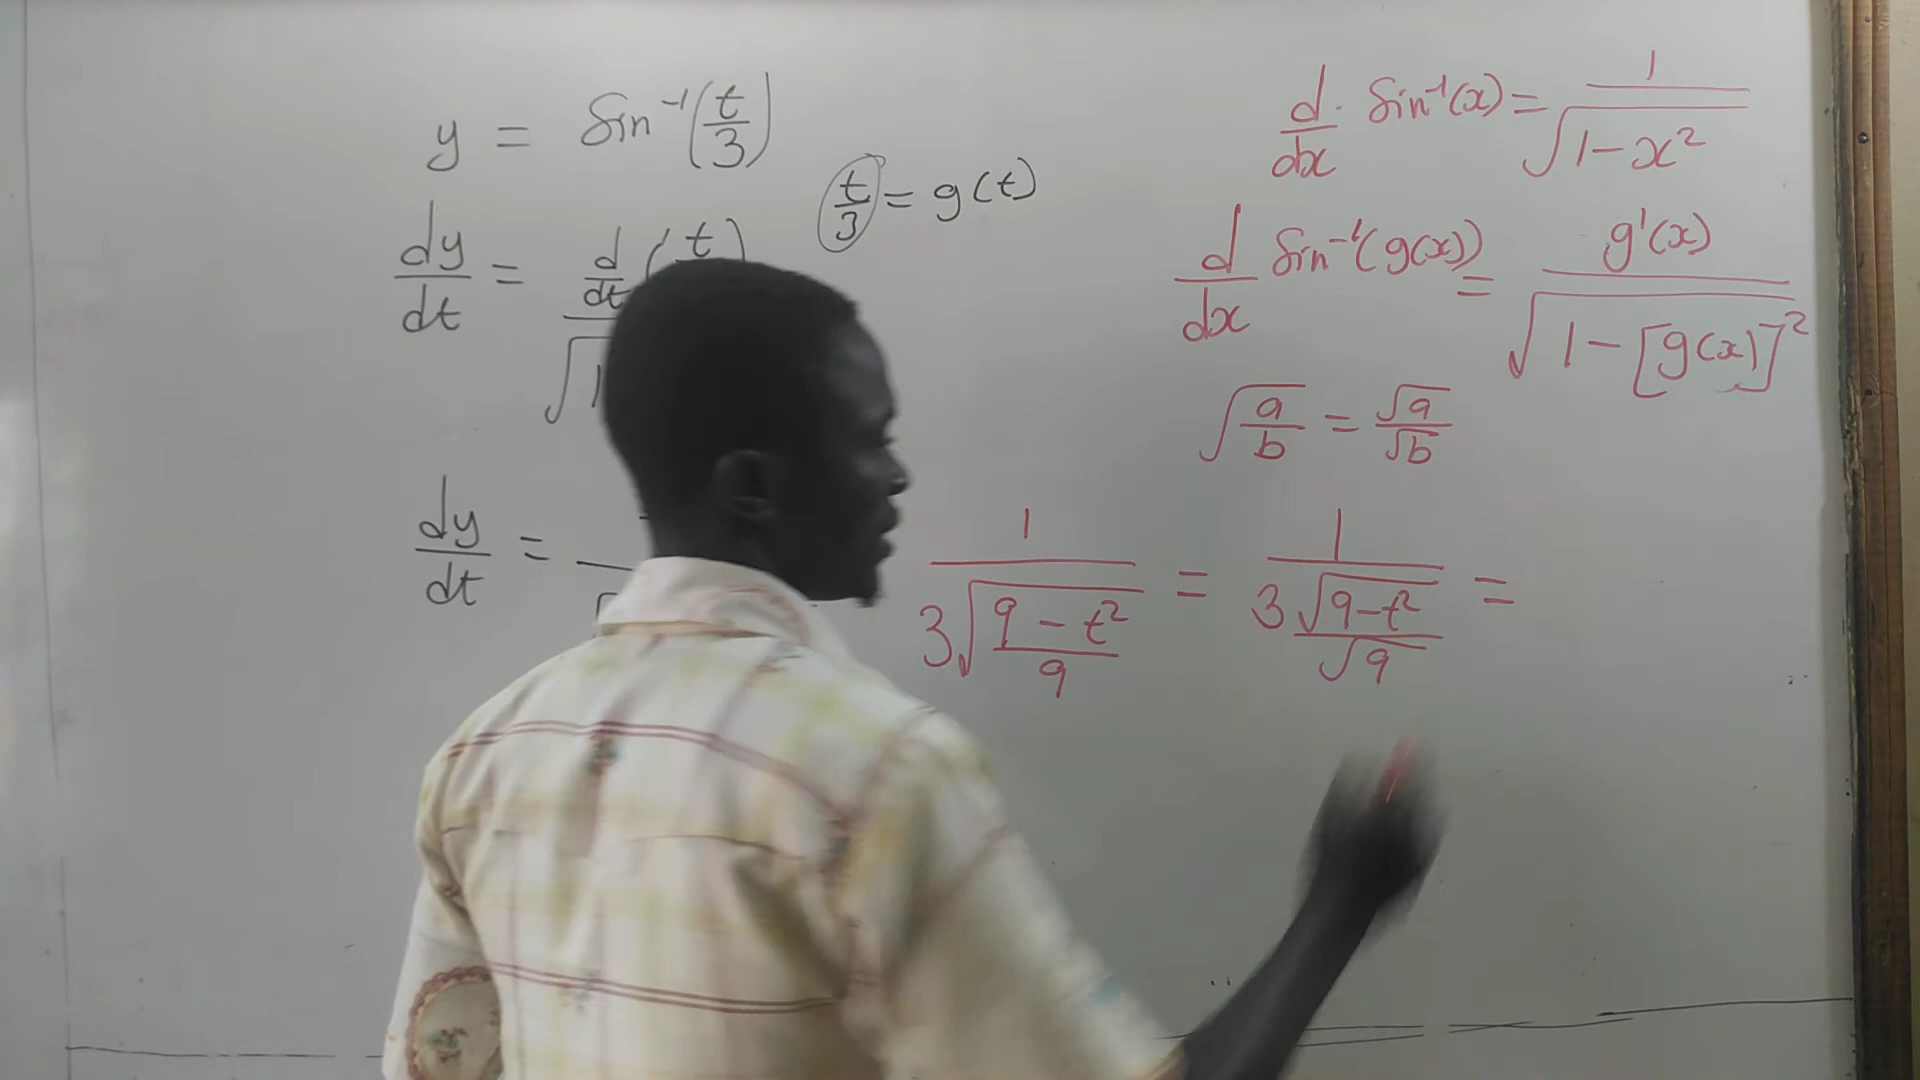 y = Sin⁻¹(t/3)
t/3 = g(t)
dy/dt = d/dt (t
√1
dy/dt =
d/dx Sin⁻¹(x) = 1/√(1-x²)
d/dx Sin⁻¹(g(x)) = g'(x)/√(1-[g(x)]²)
√(a/b) = √a/√b
1/(3√((9-t²)/9)) = 1/(3√(9-t²)/√9) =